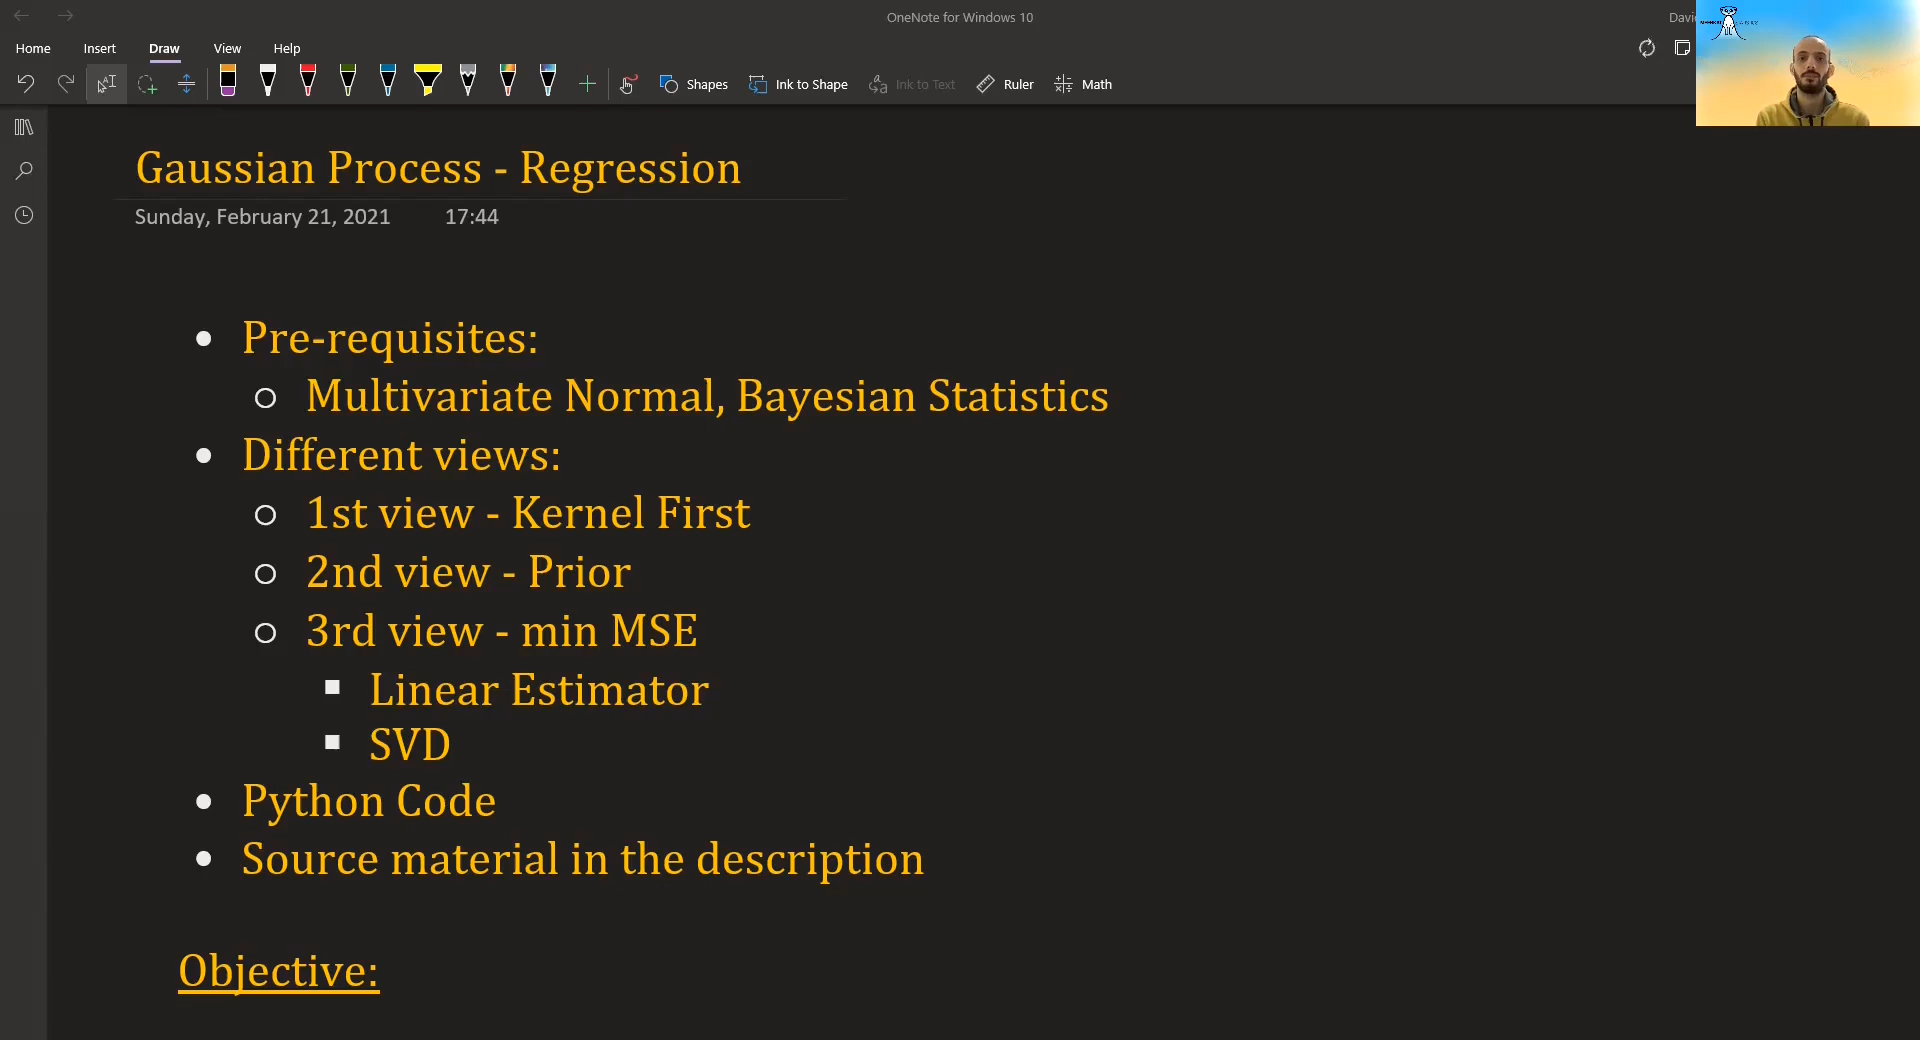 OneNote for Windows 10
Home Insert Draw View Help
Shapes Ink to Shape Ink to Text Ruler Math
Gaussian Process - Regression
Sunday, February 21, 2021 17:44
Pre-requisites:
Multivariate Normal, Bayesian Statistics
Different views:
1st view - Kernel First
2nd view - Prior
3rd view - min MSE
Linear Estimator
SVD
Python Code
Source material in the description
Objective: